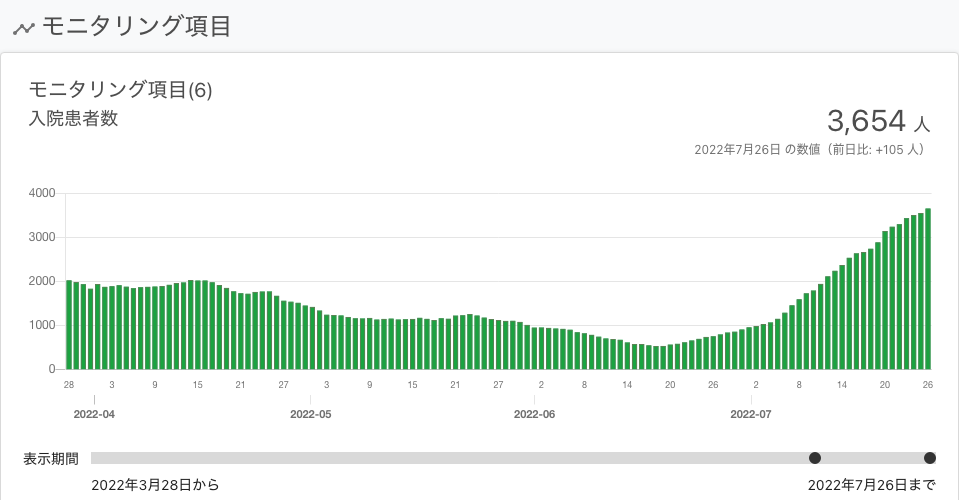 モニタリング項目
モニタリング項目(6)
入院患者数
3,654 人
2022年7月26日 の数値（前日比: +105 人）
4000
3000
2000
1000
0
28 3 9 15 21 27 3 9 15 21 27 2 8 14 20 26 2 8 14 20 26
2022-04 2022-05 2022-06 2022-07
表示期間
2022年3月28日から 2022年7月26日まで